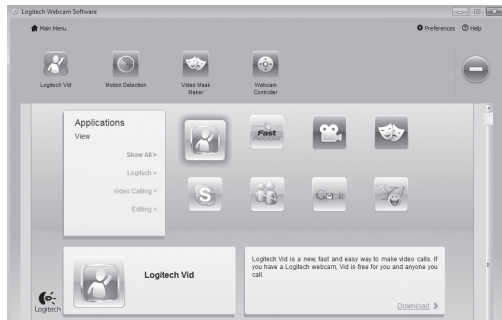 Logitech Webcam Software
Main Menu
Preferences
Help
Logitech Vid
Motion Detection
Video Mask
Maker
Webcam
Controller
Applications
View
Show All >
Logitech >
Video Calling >
Editing >
Fast
Access
S
Logitech Vid
Logitech Vid is a new, fast and easy way to make video calls. If
you have a Logitech webcam, Vid is free for you and anyone you
call.
Download >
Logitech